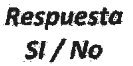 Respuesta
SI / No